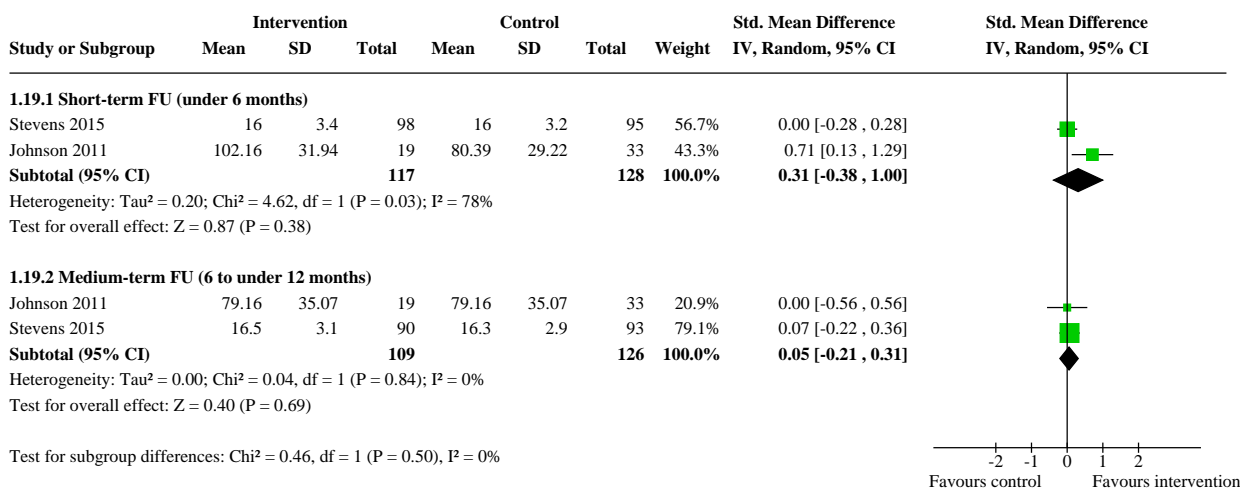 Intervention Control Std. Mean Difference Std. Mean Difference
Study or Subgroup Mean SD Total Mean SD Total Weight IV, Random, 95% CI IV, Random, 95% CI
1.19.1 Short-term FU (under 6 months)
Stevens 2015 16 3.4 98 16 3.2 95 56.7% 0.00 [-0.28 , 0.28]
Johnson 2011 102.16 31.94 19 80.39 29.22 33 43.3% 0.71 [0.13 , 1.29]
Subtotal (95% CI) 117 128 100.0% 0.31 [-0.38 , 1.00]
Heterogeneity: Tau² = 0.20; Chi² = 4.62, df = 1 (P = 0.03); I² = 78%
Test for overall effect: Z = 0.87 (P = 0.38)
1.19.2 Medium-term FU (6 to under 12 months)
Johnson 2011 79.16 35.07 19 79.16 35.07 33 20.9% 0.00 [-0.56 , 0.56]
Stevens 2015 16.5 3.1 90 16.3 2.9 93 79.1% 0.07 [-0.22 , 0.36]
Subtotal (95% CI) 109 126 100.0% 0.05 [-0.21 , 0.31]
Heterogeneity: Tau² = 0.00; Chi² = 0.04, df = 1 (P = 0.84); I² = 0%
Test for overall effect: Z = 0.40 (P = 0.69)
Test for subgroup differences: Chi² = 0.46, df = 1 (P = 0.50), I² = 0%
-2 -1 0 1 2
Favours control Favours intervention